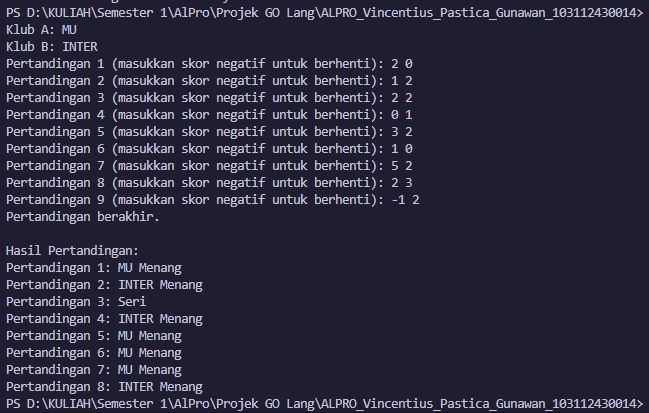 PS D:\KULIAH\Semester 1\AlPro\Projek GO Lang\ALPRO_Vincentius_Pastica_Gunawan_103112430014>
Klub A: MU
Klub B: INTER
Pertandingan 1 (masukkan skor negatif untuk berhenti): 2 0
Pertandingan 2 (masukkan skor negatif untuk berhenti): 1 2
Pertandingan 3 (masukkan skor negatif untuk berhenti): 2 2
Pertandingan 4 (masukkan skor negatif untuk berhenti): 0 1
Pertandingan 5 (masukkan skor negatif untuk berhenti): 3 2
Pertandingan 6 (masukkan skor negatif untuk berhenti): 1 0
Pertandingan 7 (masukkan skor negatif untuk berhenti): 5 2
Pertandingan 8 (masukkan skor negatif untuk berhenti): 2 3
Pertandingan 9 (masukkan skor negatif untuk berhenti): -1 2
Pertandingan berakhir.

Hasil Pertandingan:
Pertandingan 1: MU Menang
Pertandingan 2: INTER Menang
Pertandingan 3: Seri
Pertandingan 4: INTER Menang
Pertandingan 5: MU Menang
Pertandingan 6: MU Menang
Pertandingan 7: MU Menang
Pertandingan 8: INTER Menang
PS D:\KULIAH\Semester 1\AlPro\Projek GO Lang\ALPRO_Vincentius_Pastica_Gunawan_103112430014>